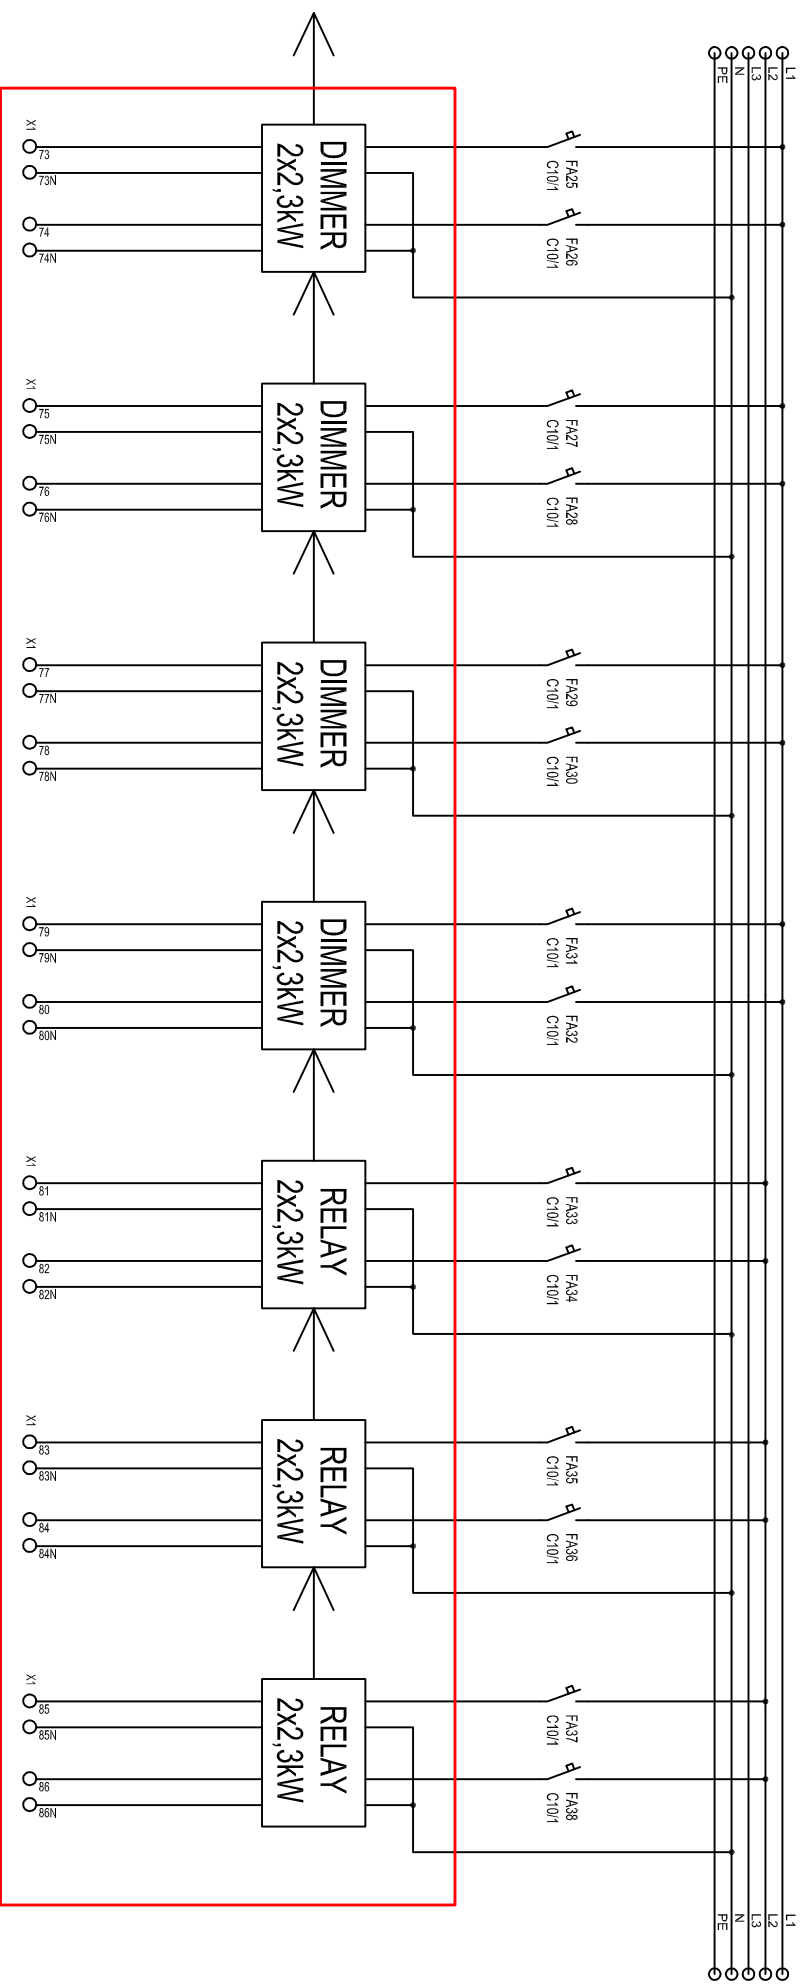 L1
L2
L3
N
PE
FA25
C10/1
FA26
C10/1
DIMMER
2x2,3kW
X1
73
73N
74
74N
FA27
C10/1
FA28
C10/1
DIMMER
2x2,3kW
X1
75
75N
76
76N
FA29
C10/1
FA30
C10/1
DIMMER
2x2,3kW
X1
77
77N
78
78N
FA31
C10/1
FA32
C10/1
DIMMER
2x2,3kW
X1
79
79N
80
80N
FA33
C10/1
FA34
C10/1
RELAY
2x2,3kW
X1
81
81N
82
82N
FA35
C10/1
FA36
C10/1
RELAY
2x2,3kW
X1
83
83N
84
84N
FA37
C10/1
FA38
C10/1
RELAY
2x2,3kW
X1
85
85N
86
86N
L1
L2
L3
N
PE